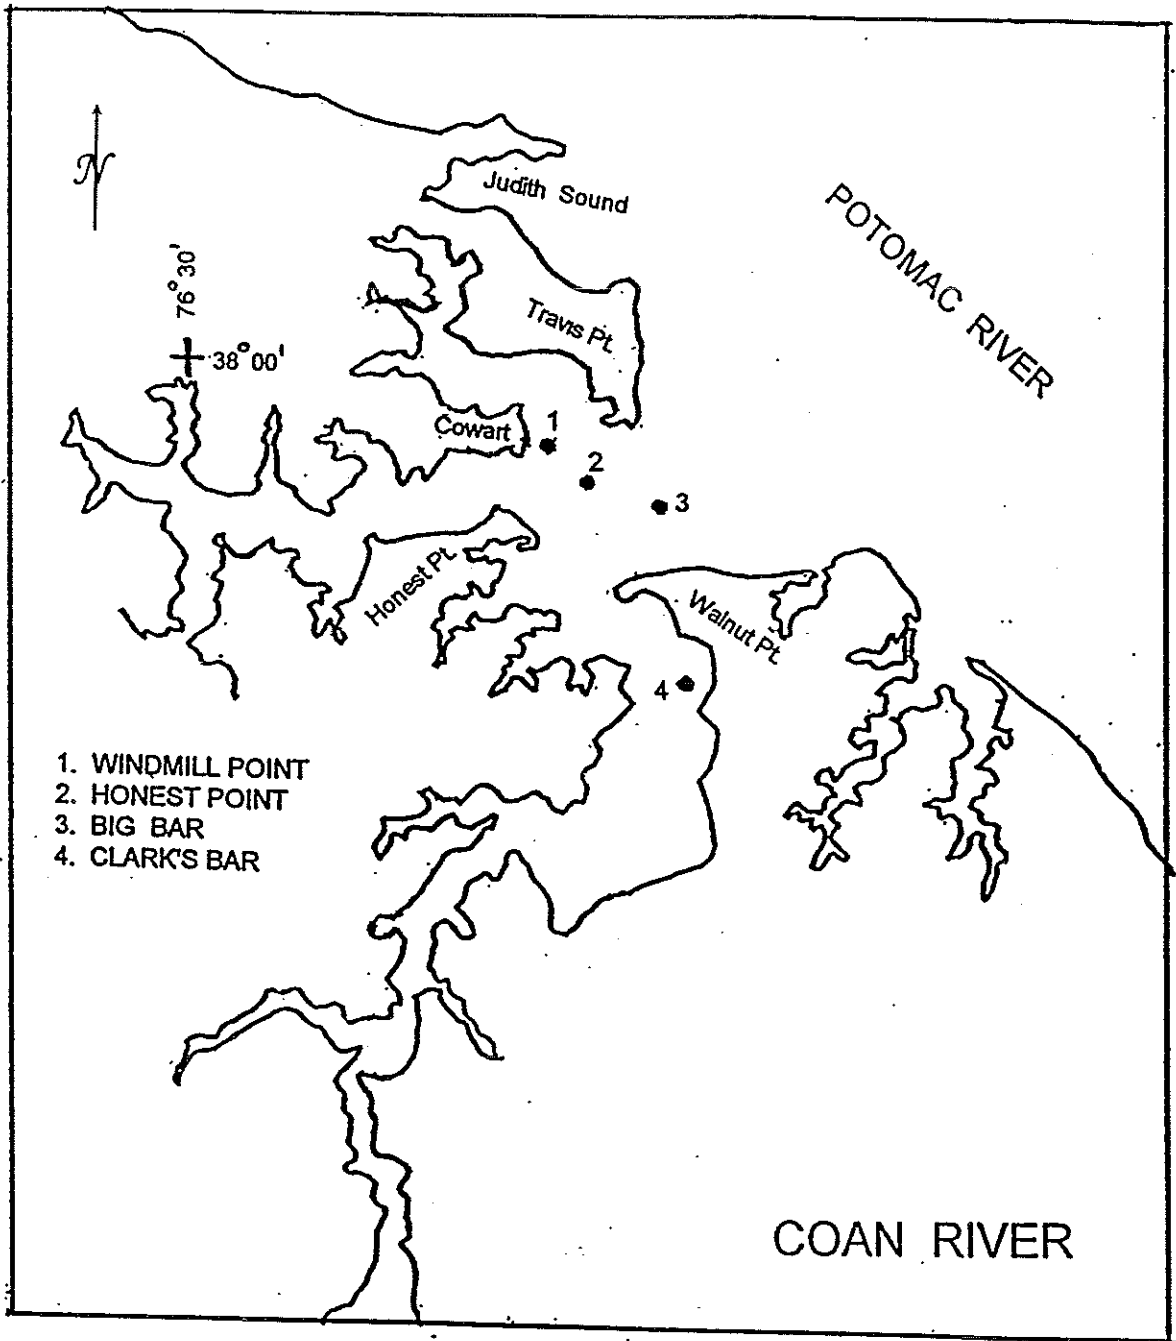 N
Judith Sound
POTOMAC RIVER
76°30'
38°00'
Travis Pt.
Cowart
1
2
3
Honest Pt.
Walnut Pt.
4
1. WINDMILL POINT
2. HONEST POINT
3. BIG BAR
4. CLARK'S BAR
COAN RIVER